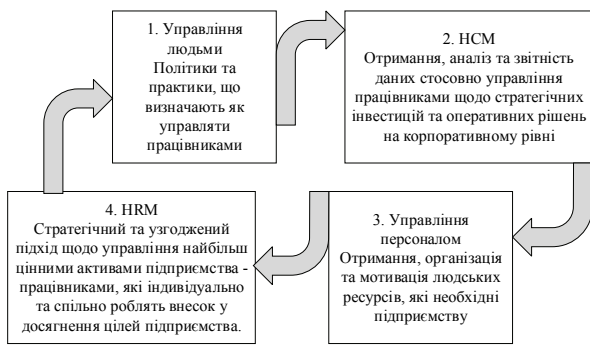 1. Управління
людьми
Політики та
практики, що
визначають як
управляти
працівниками
2. HCM
Отримання, аналіз та звітність
даних стосовно управління
працівниками щодо стратегічних
інвестицій та оперативних рішень
на корпоративному рівні
3. Управління
персоналом
Отримання, організація
та мотивація людських
ресурсів, які необхідні
підприємству
4. HRM
Стратегічний та узгоджений
підхід щодо управління найбільш
цінними активами підприємства -
працівниками, які індивідуально
та спільно роблять внесок у
досягнення цілей підприємства.